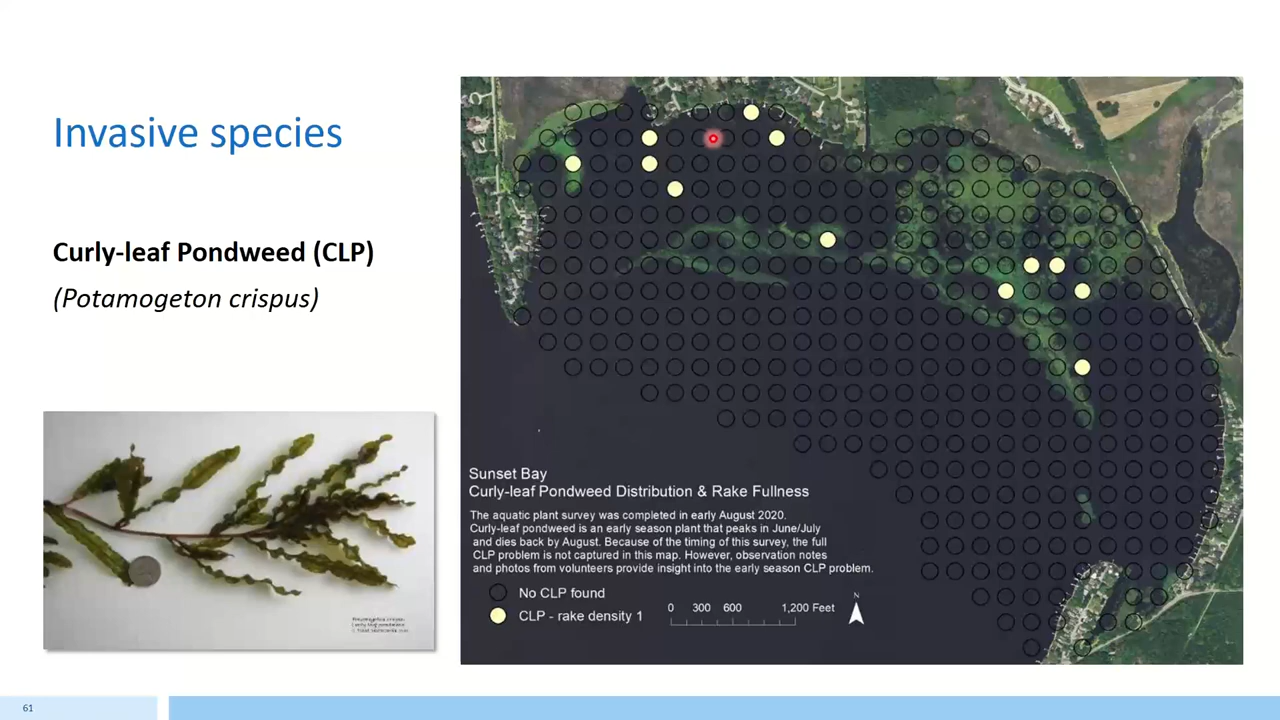 Invasive species
Curly-leaf Pondweed (CLP)
(Potamogeton crispus)
Sunset Bay
Curly-leaf Pondweed Distribution & Rake Fullness
The aquatic plant survey was completed in early August 2020.
Curly-leaf pondweed is an early season plant that peaks in June/July
and dies back by August. Because of the timing of this survey, the full
CLP problem is not captured in this map. However, observation notes
and photos from volunteers provide insight into the early season CLP problem.
No CLP found
CLP - rake density 1
0 300 600 1,200 Feet
N
61